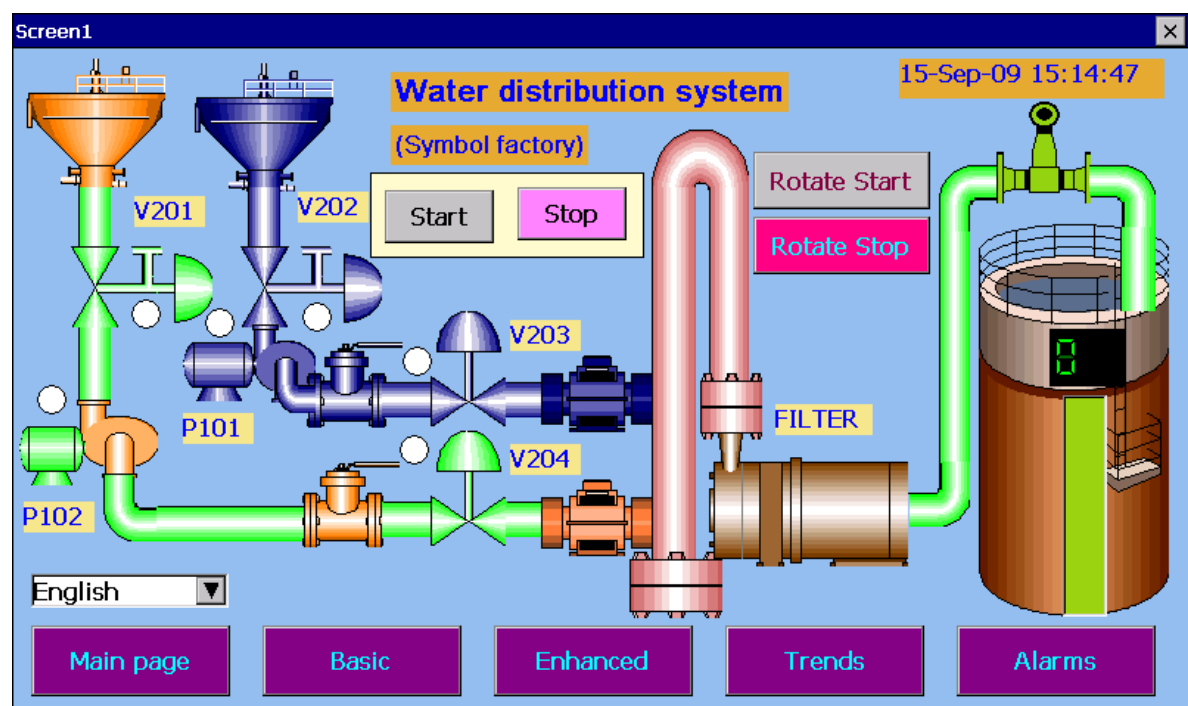 Screen1
Water distribution system
15-Sep-09 15:14:47
(Symbol factory)
V201
V202
Start
Stop
Rotate Start
Rotate Stop
V203
0
P101
FILTER
V204
P102
English
Main page
Basic
Enhanced
Trends
Alarms